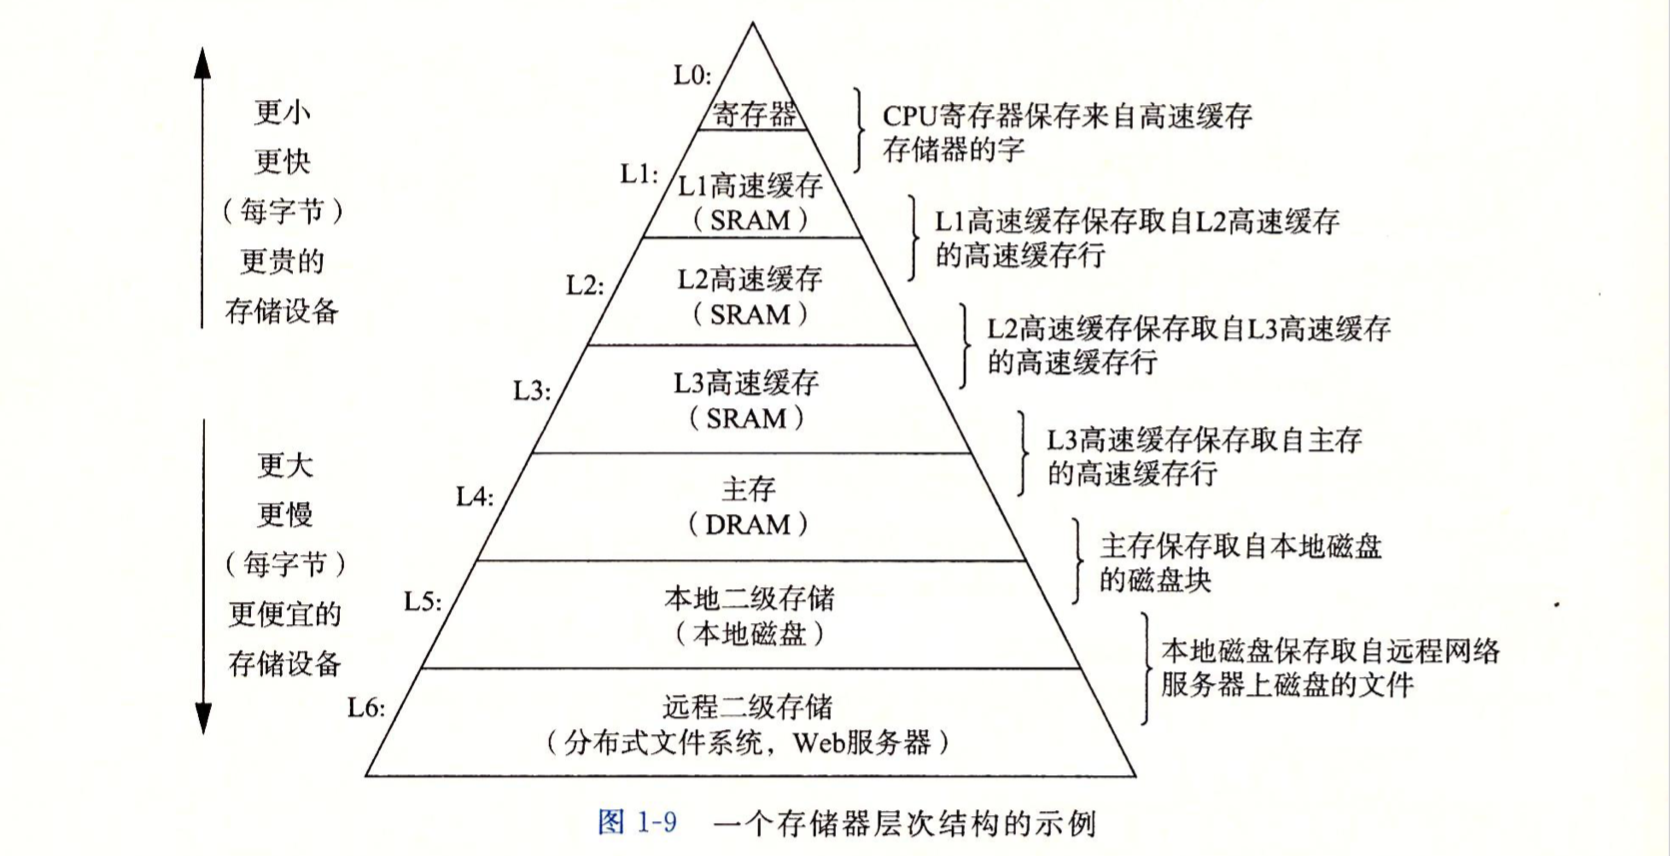 更小
更快
（每字节）
更贵的
存储设备
更大
更慢
（每字节）
更便宜的
存储设备
L0:
寄存器
L1:
L1高速缓存
（SRAM）
L2:
L2高速缓存
（SRAM）
L3:
L3高速缓存
（SRAM）
L4:
主存
（DRAM）
L5:
本地二级存储
（本地磁盘）
L6:
远程二级存储
（分布式文件系统，Web服务器）
CPU寄存器保存来自高速缓存
存储器的字
L1高速缓存保存取自L2高速缓存
的高速缓存行
L2高速缓存保存取自L3高速缓存
的高速缓存行
L3高速缓存保存取自主存
的高速缓存行
主存保存取自本地磁盘
的磁盘块
本地磁盘保存取自远程网络
服务器上磁盘的文件
图 1-9 一个存储器层次结构的示例